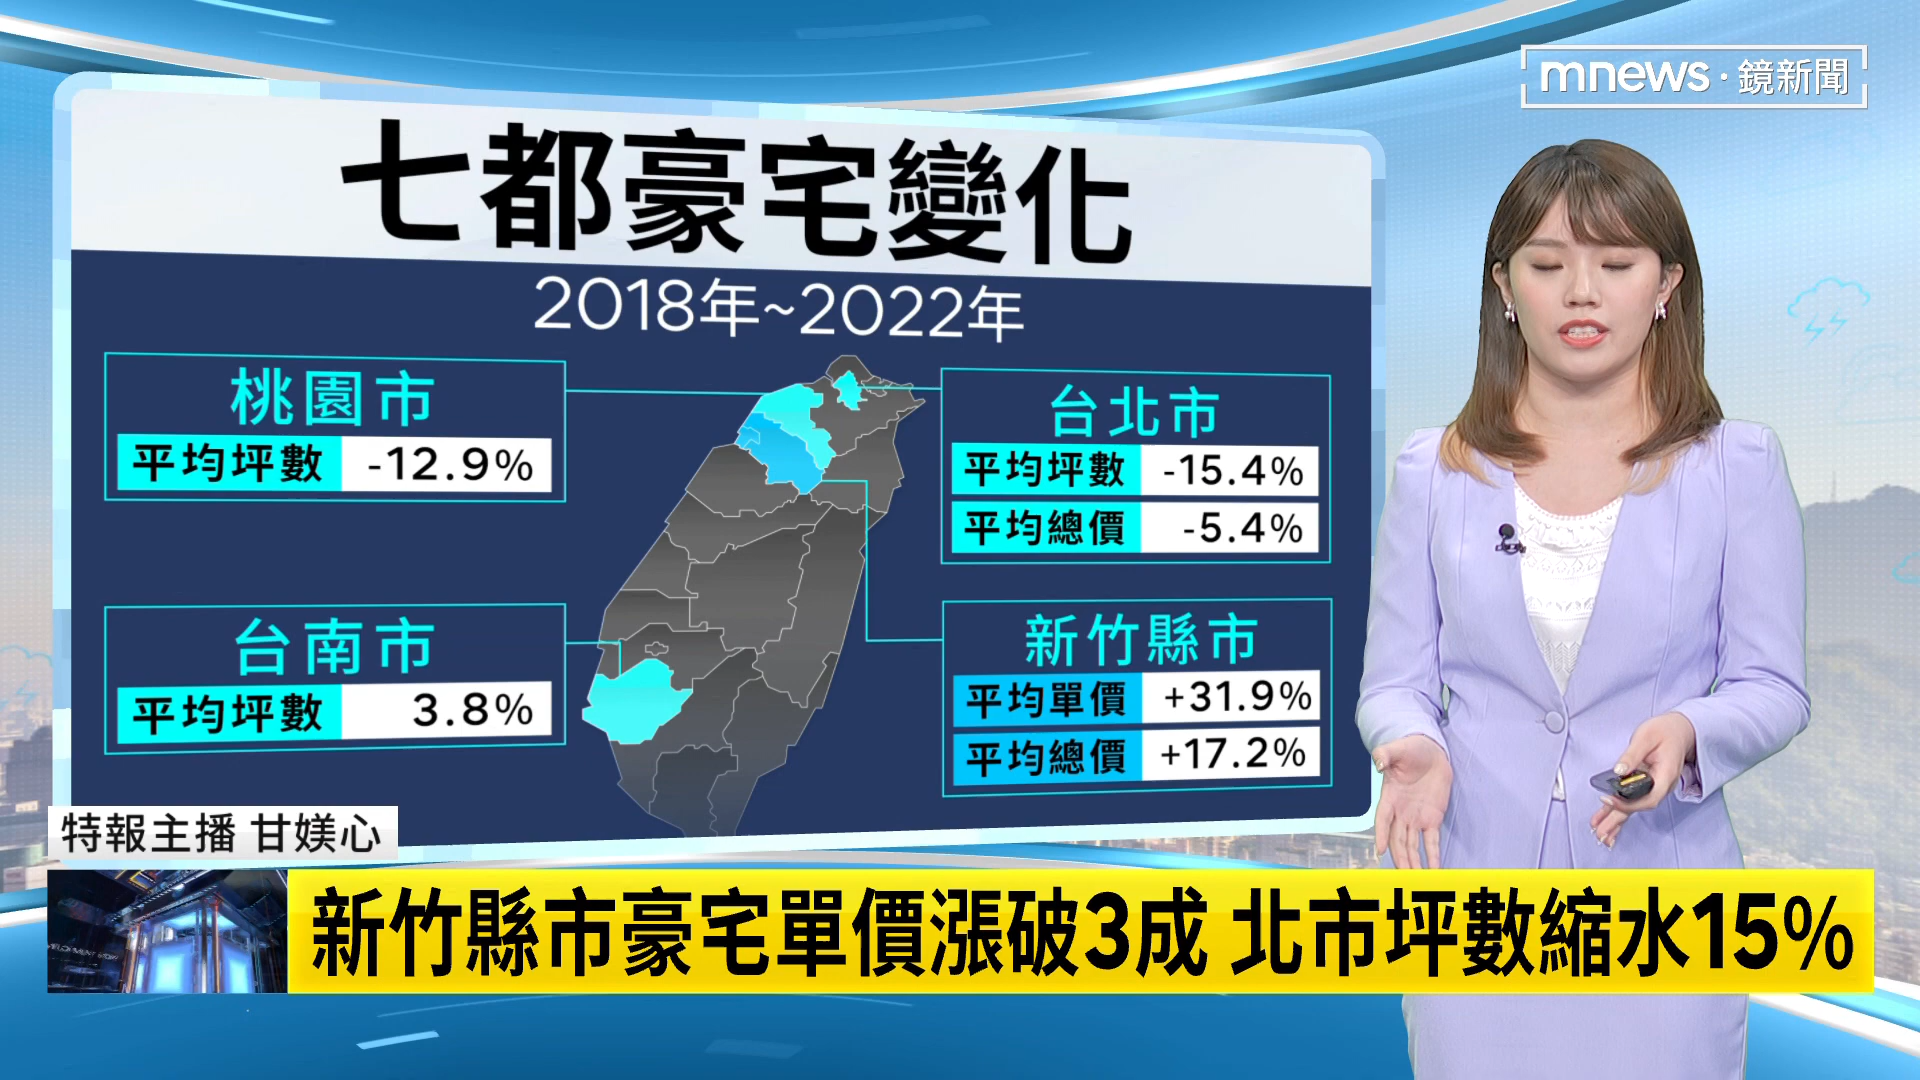 mnews·鏡新聞
七都豪宅變化
2018年~2022年
桃園市
平均坪數 -12.9%
台北市
平均坪數 -15.4%
平均總價 -5.4%
台南市
平均坪數 3.8%
新竹縣市
平均單價 +31.9%
平均總價 +17.2%
特報主播 甘媄心
新竹縣市豪宅單價漲破3成 北市坪數縮水15%